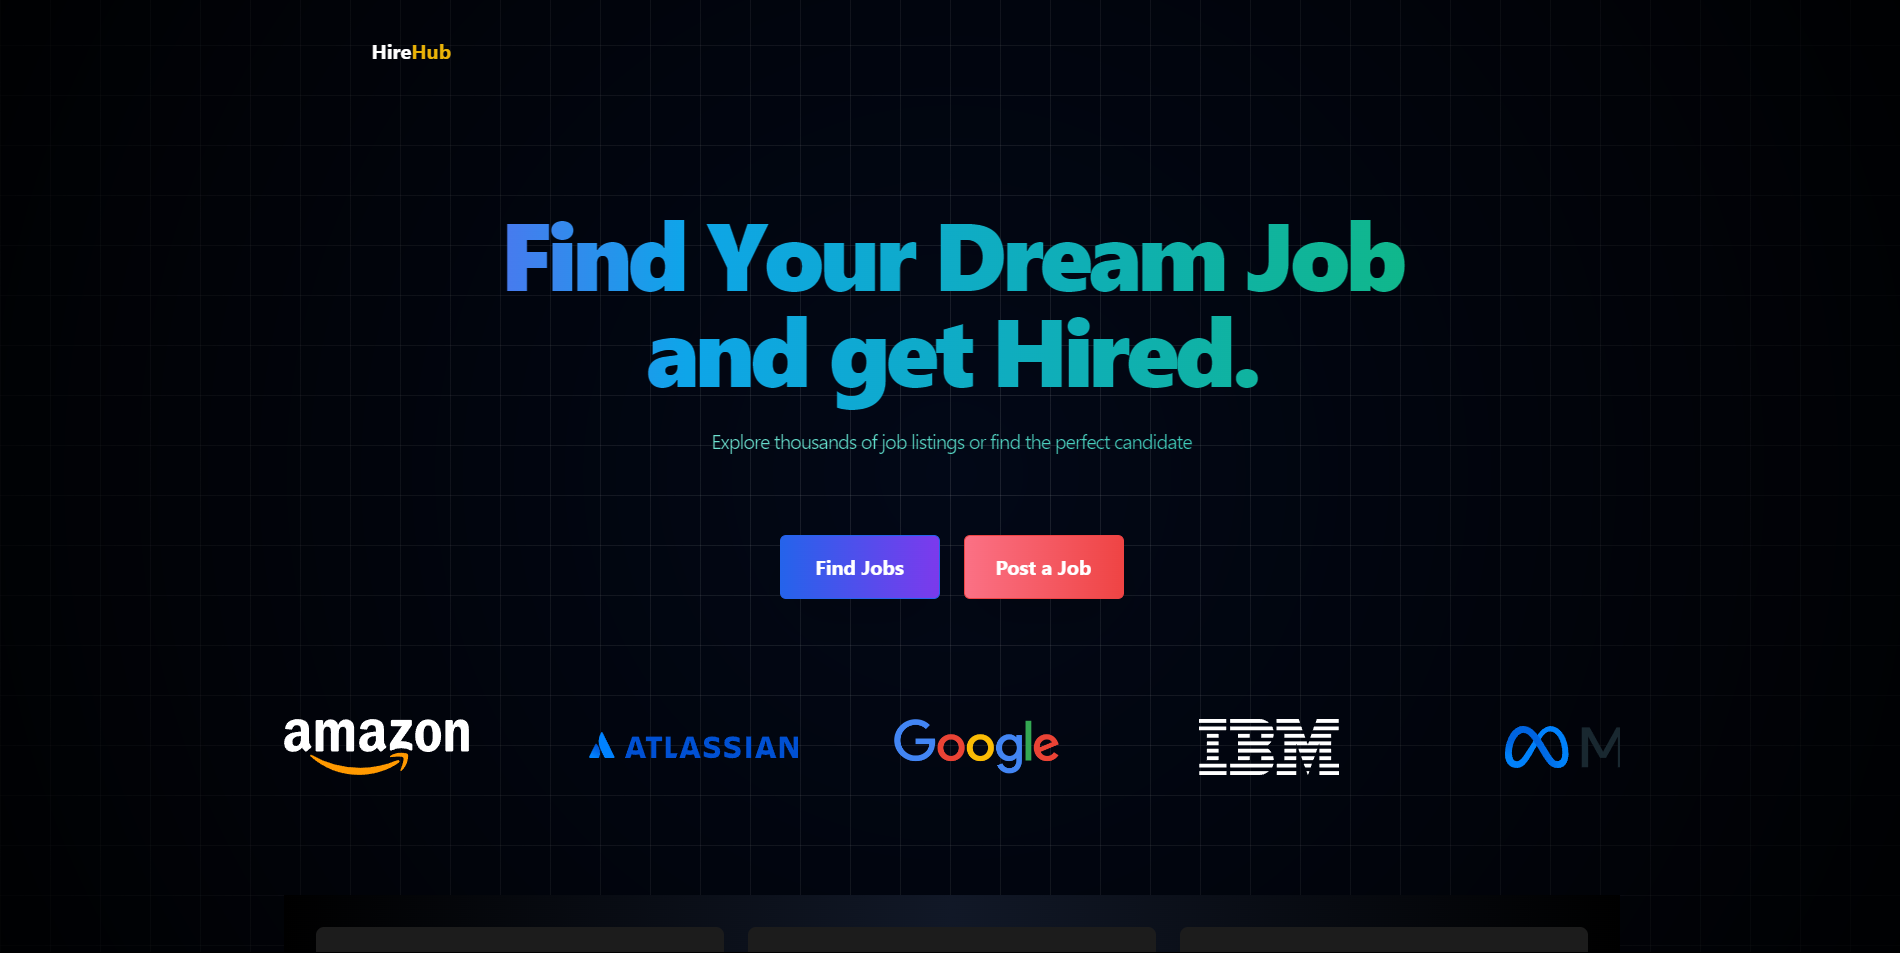 HireHub
Find Your Dream Job
and get Hired.
Explore thousands of job listings or find the perfect candidate
Find Jobs
Post a Job
amazon
ATLASSIAN
Google
IBM
M